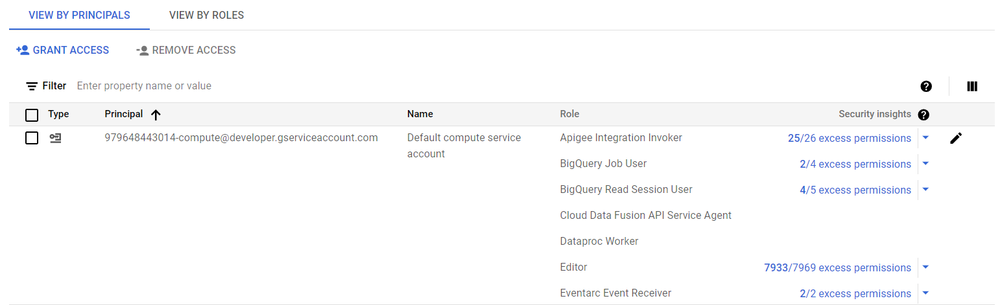 VIEW BY PRINCIPALS VIEW BY ROLES
GRANT ACCESS REMOVE ACCESS
Filter Enter property name or value
Type Principal Name Role Security insights
979648443014-compute@developer.gserviceaccount.com Default compute service Apigee Integration Invoker 25/26 excess permissions
account
BigQuery Job User 2/4 excess permissions
BigQuery Read Session User 4/5 excess permissions
Cloud Data Fusion API Service Agent
Dataproc Worker
Editor 7933/7969 excess permissions
Eventarc Event Receiver 2/2 excess permissions